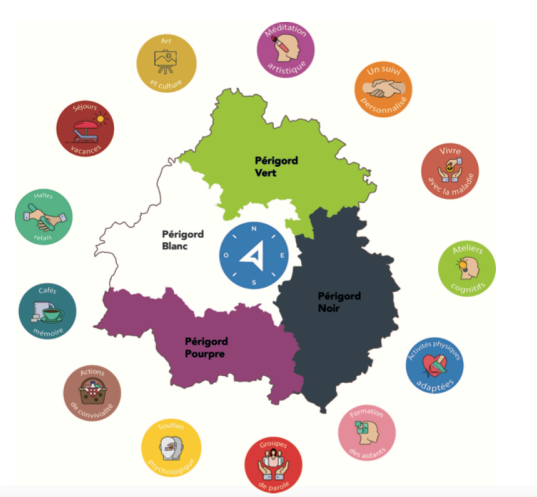 Méditation
artistique
Art
et culture
Un suivi
personnalisé
Séjours
vacances
Vivre
avec la maladie
Périgord
Vert
Haltes
relais
Périgord
Blanc
N
O
E
S
Ateliers
cognitifs
Cafés
mémoire
Périgord
Noir
Périgord
Pourpre
Activités physiques
adaptées
Actions
de convivialité
Formation
des aidants
Soutien
psychologique
Groupes
de parole